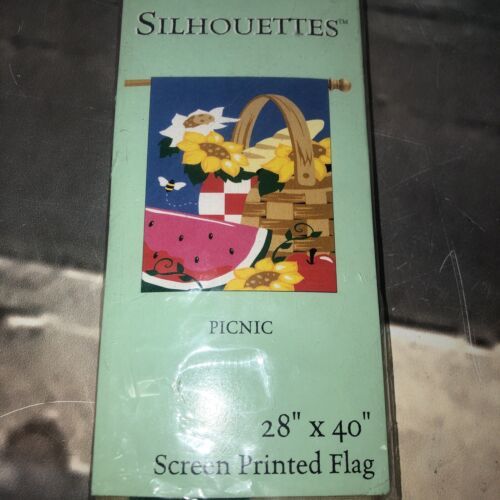 SILHOUETTES™
PICNIC
28" x 40"
Screen Printed Flag